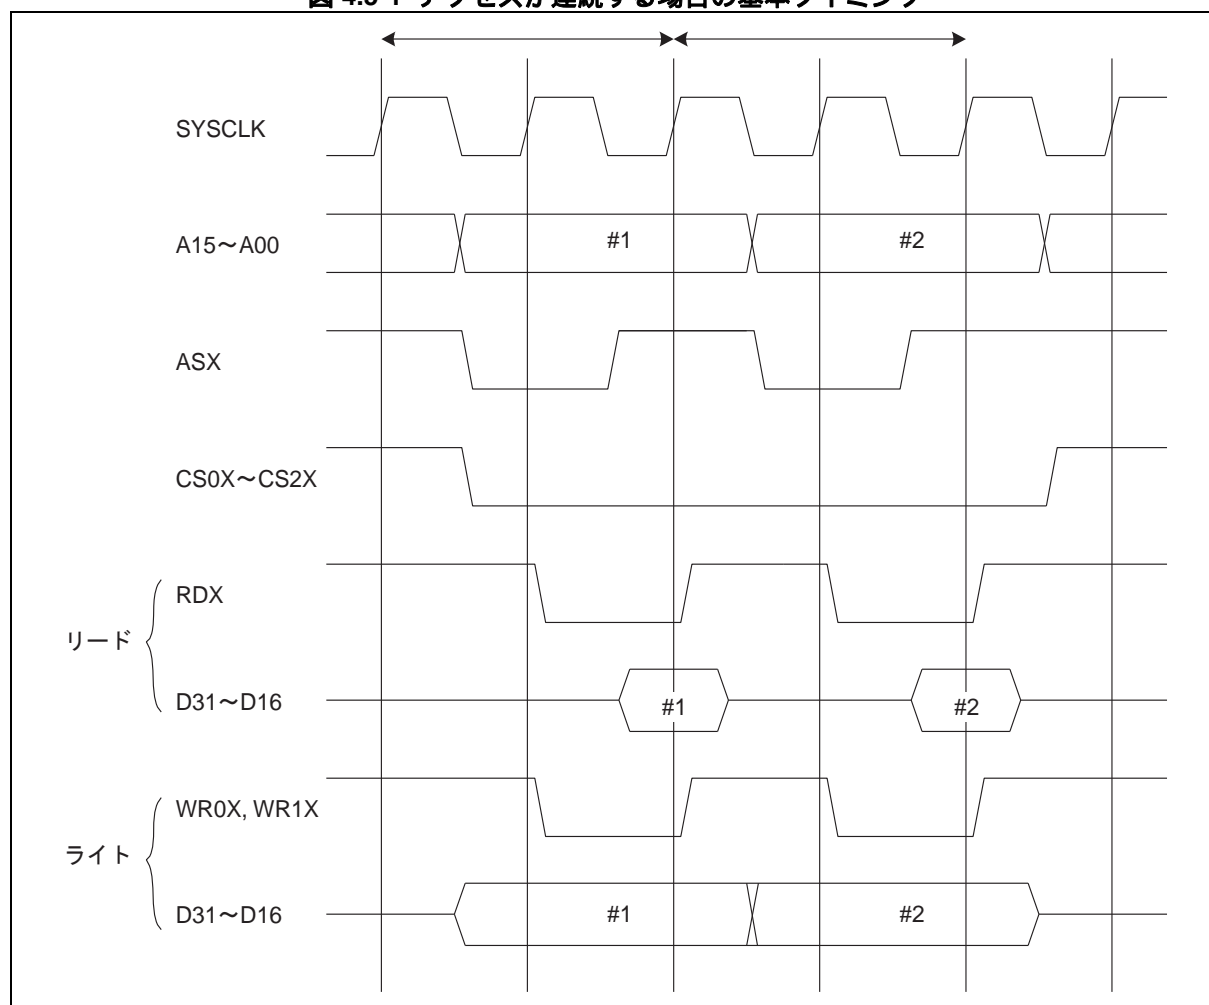 SYSCLK
A15～A00
#1
#2
ASX
CS0X～CS2X
リード
RDX
D31～D16
#1
#2
ライト
WR0X, WR1X
D31～D16
#1
#2